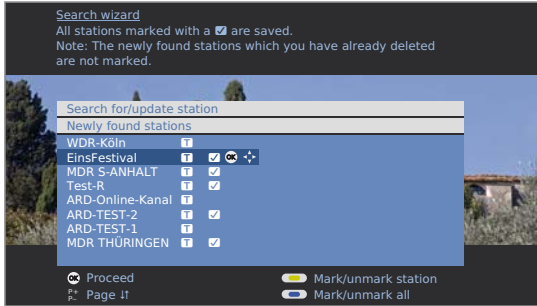 Search wizard
All stations marked with a ☑ are saved.
Note: The newly found stations which you have already deleted
are not marked.
Search for/update station
Newly found stations
WDR-Köln T
EinsFestival T ☑ OK
MDR S-ANHALT T ☑
Test-R T ☑
ARD-Online-Kanal T
ARD-TEST-2 T ☑
ARD-TEST-1 T
MDR THÜRINGEN T ☑
OK Proceed Mark/unmark station
P+ P– Page ↓↑ Mark/unmark all